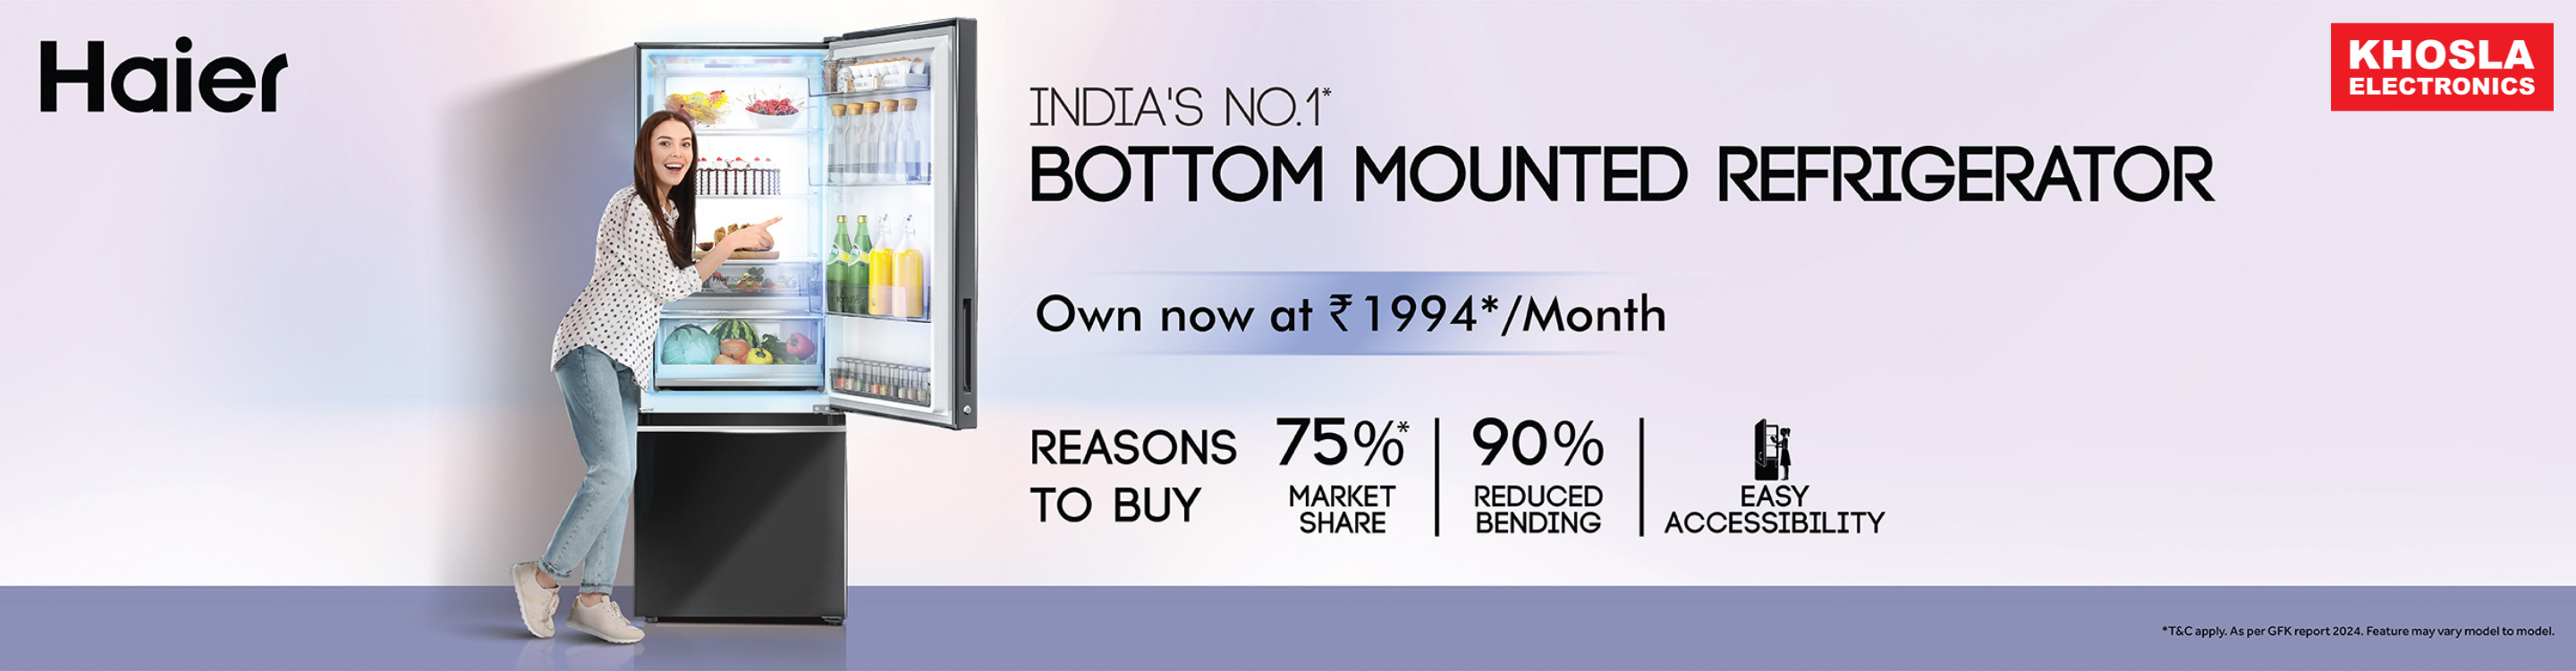 Haier
KHOSLA
ELECTRONICS
INDIA'S NO.1*
BOTTOM MOUNTED REFRIGERATOR
Own now at ₹1994*/Month
REASONS
TO BUY
75%*
MARKET
SHARE
90%
REDUCED
BENDING
EASY
ACCESSIBILITY
*T&C apply. As per GFK report 2024. Feature may vary model to model.